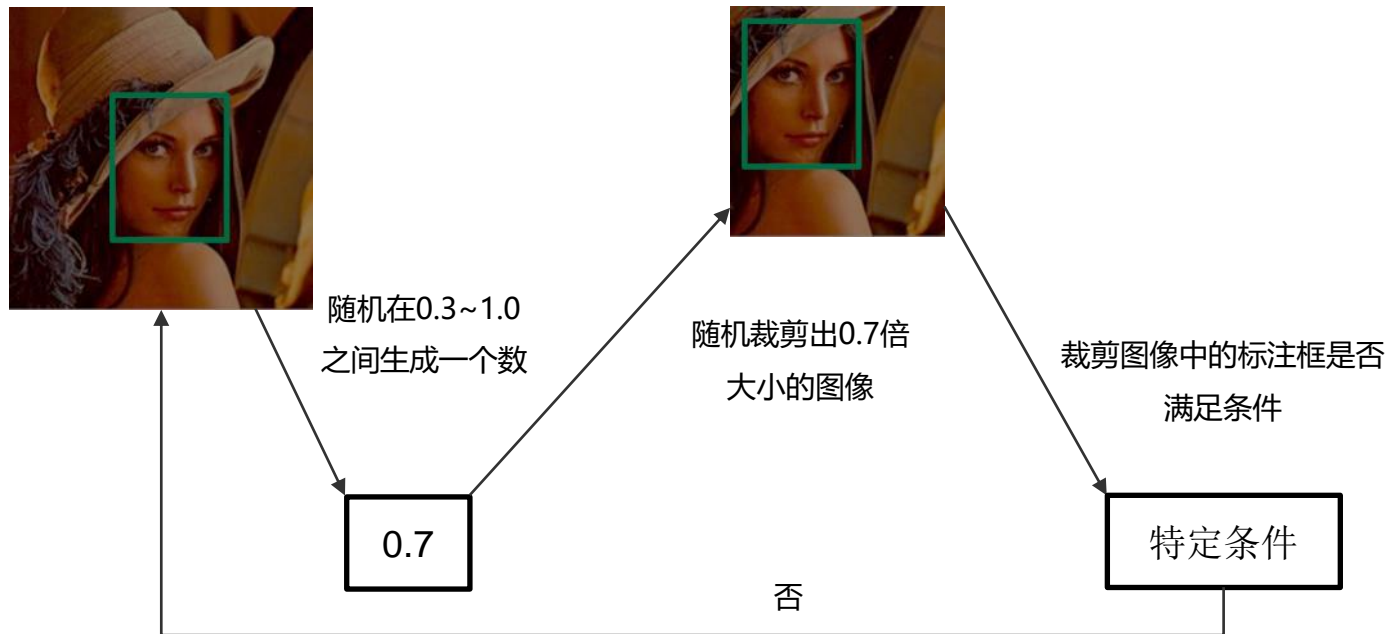 随机在0.3~1.0
之间生成一个数
随机裁剪出0.7倍
大小的图像
裁剪图像中的标注框是否
满足条件
0.7
特定条件
否